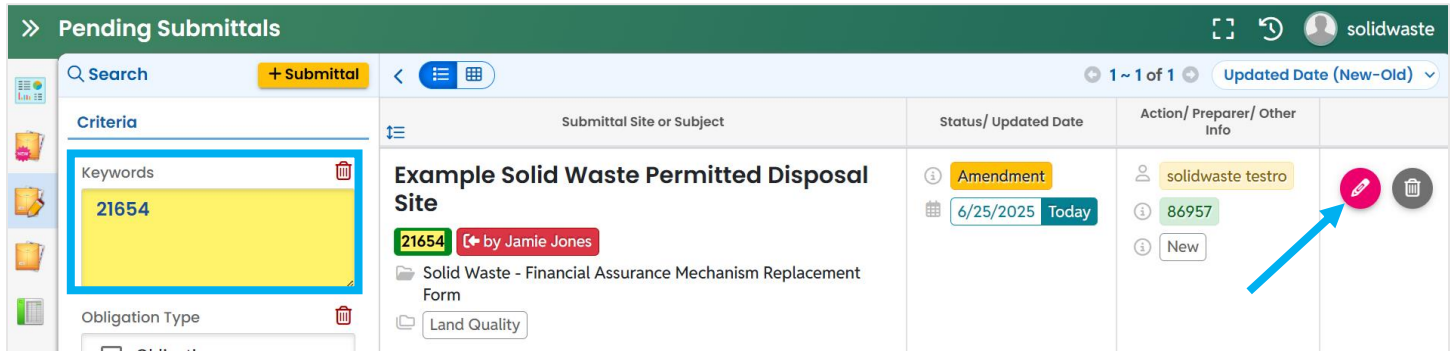 Pending Submittals
solidwaste
Search
+ Submittal
1 ~ 1 of 1
Updated Date (New-Old)
Criteria
Submittal Site or Subject
Status/ Updated Date
Action/ Preparer/ Other
Info
Keywords
21654
Example Solid Waste Permitted Disposal
Site
21654
by Jamie Jones
Solid Waste - Financial Assurance Mechanism Replacement
Form
Land Quality
Amendment
6/25/2025 Today
solidwaste testro
86957
New
Obligation Type